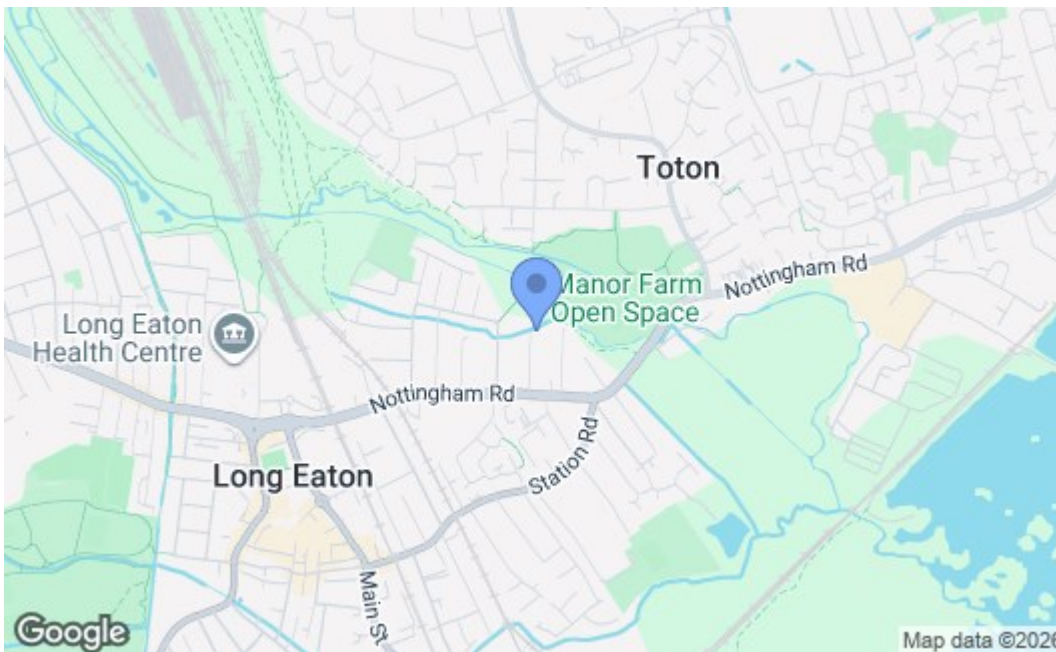 Toton
Nottingham Rd
Manor Farm
Open Space
Long Eaton
Health Centre
Nottingham Rd
Station Rd
Long Eaton
Main St
Google
Map data ©2026